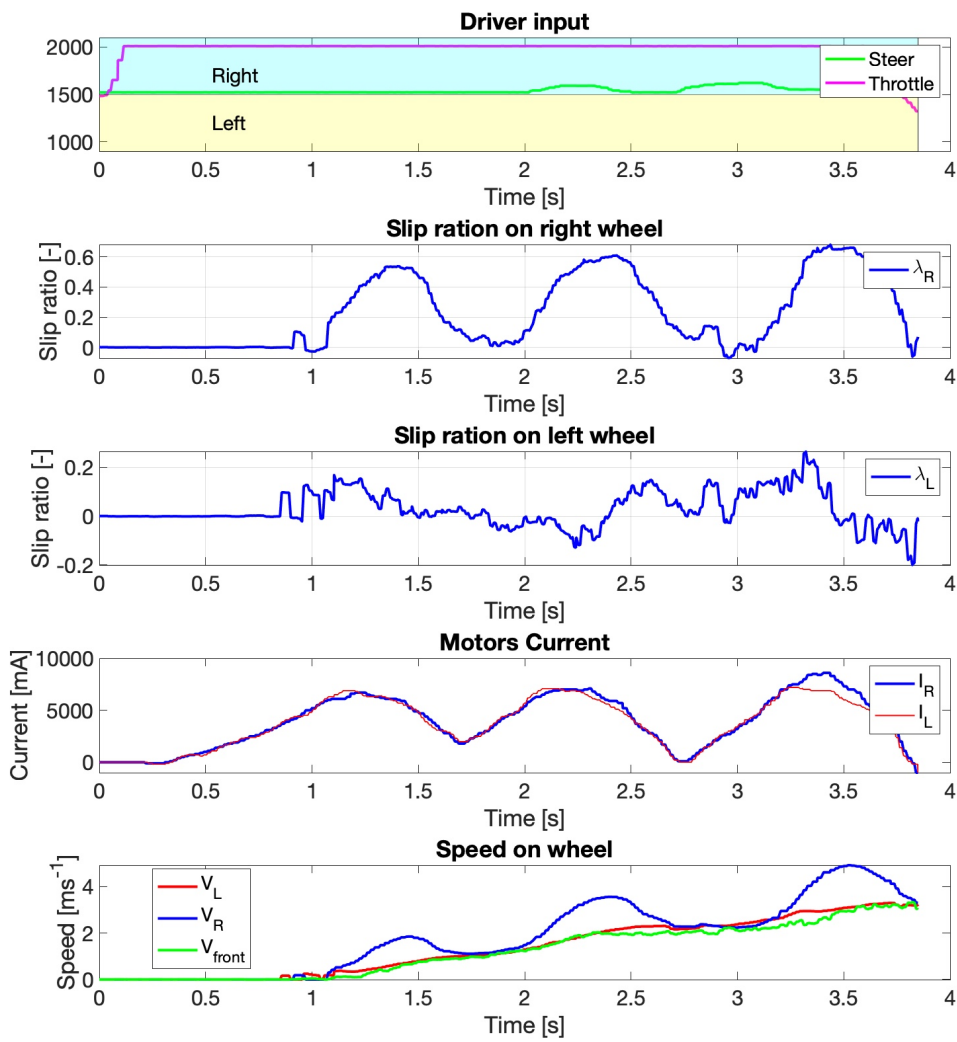 Driver input
2000
1500
1000
Right
Left
Steer
Throttle
0 0.5 1 1.5 2 2.5 3 3.5 4
Time [s]
Slip ration on right wheel
Slip ratio [-]
0.6
0.4
0.2
0
λR
0 0.5 1 1.5 2 2.5 3 3.5 4
Time [s]
Slip ration on left wheel
Slip ratio [-]
0.2
0
-0.2
λL
0 0.5 1 1.5 2 2.5 3 3.5 4
Time [s]
Motors Current
Current [mA]
10000
5000
0
IR
IL
0 0.5 1 1.5 2 2.5 3 3.5 4
Time [s]
Speed on wheel
Speed [ms-1]
4
2
0
VL
VR
Vfront
0 0.5 1 1.5 2 2.5 3 3.5 4
Time [s]